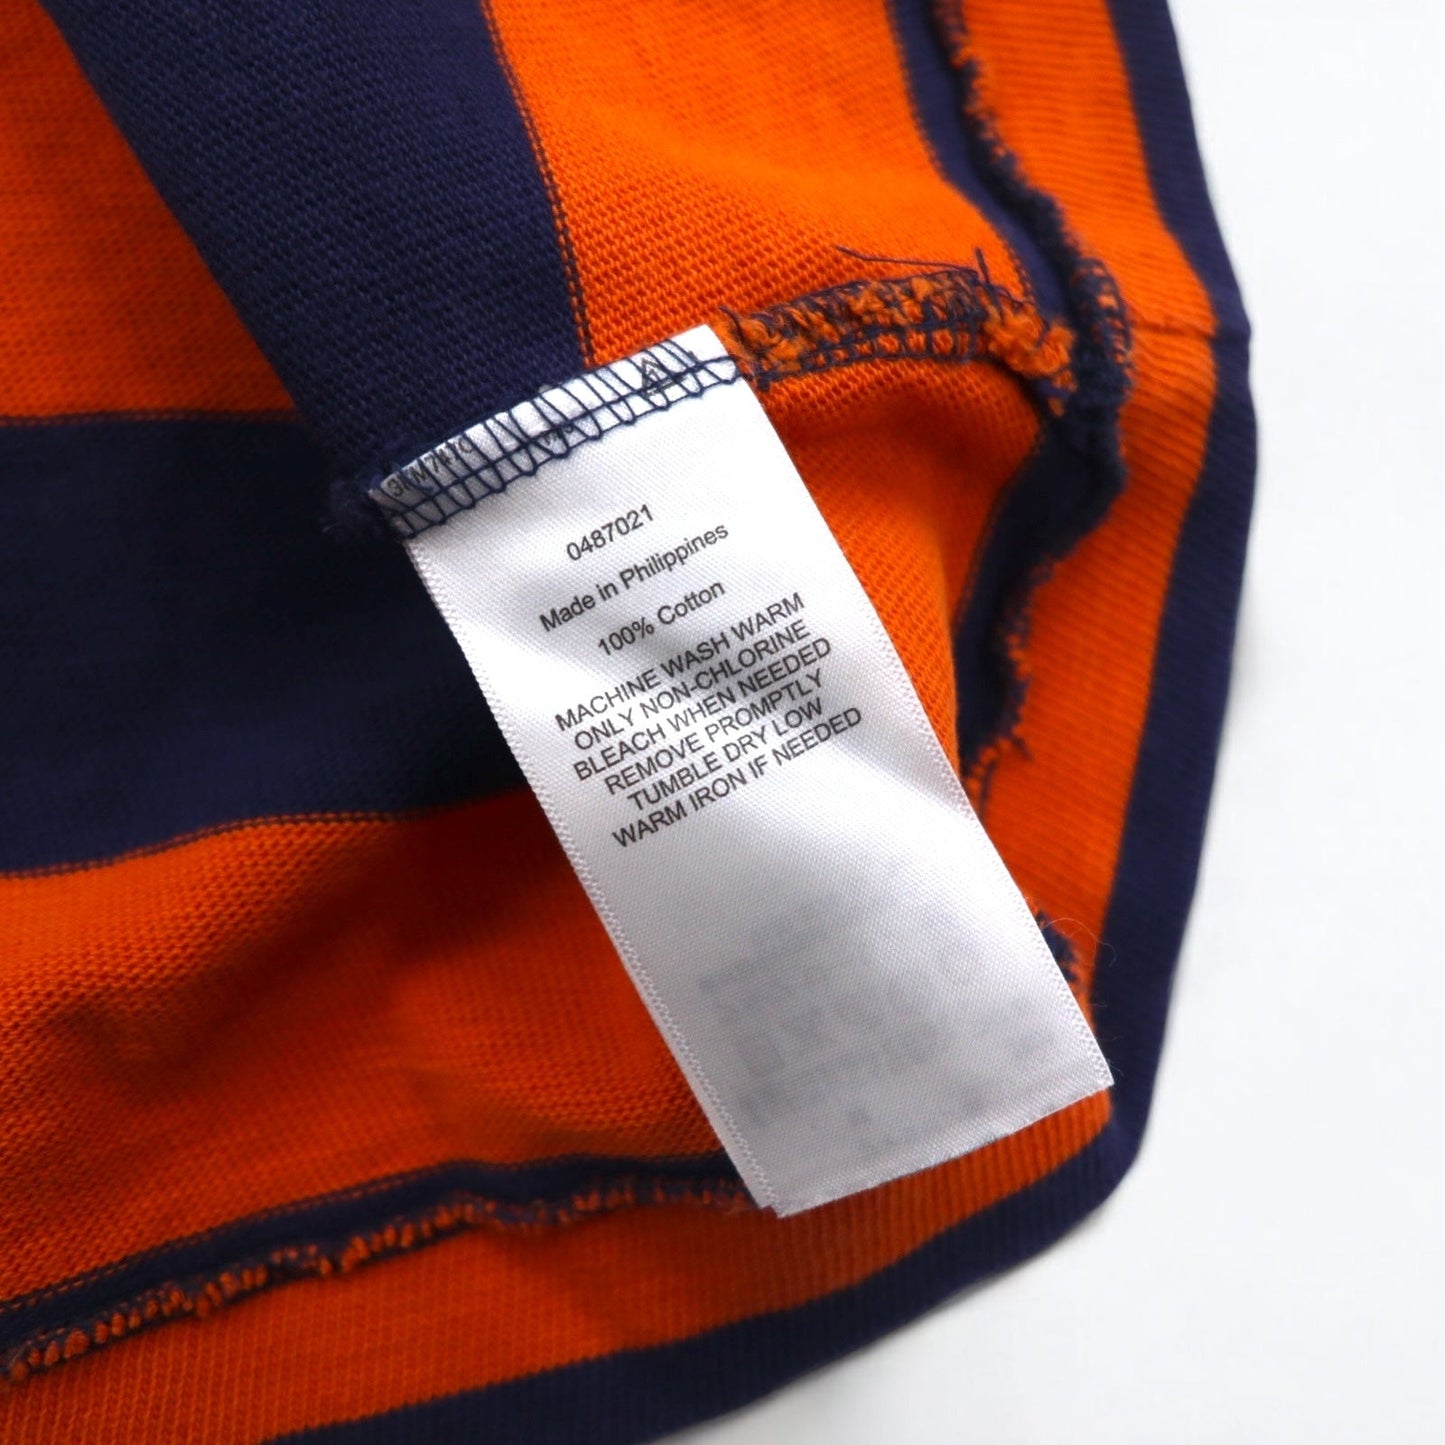 0487021
Made in Philippines
100% Cotton
MACHINE WASH WARM
ONLY NON-CHLORINE
BLEACH WHEN NEEDED
REMOVE PROMPTLY
TUMBLE DRY LOW
WARM IRON IF NEEDED